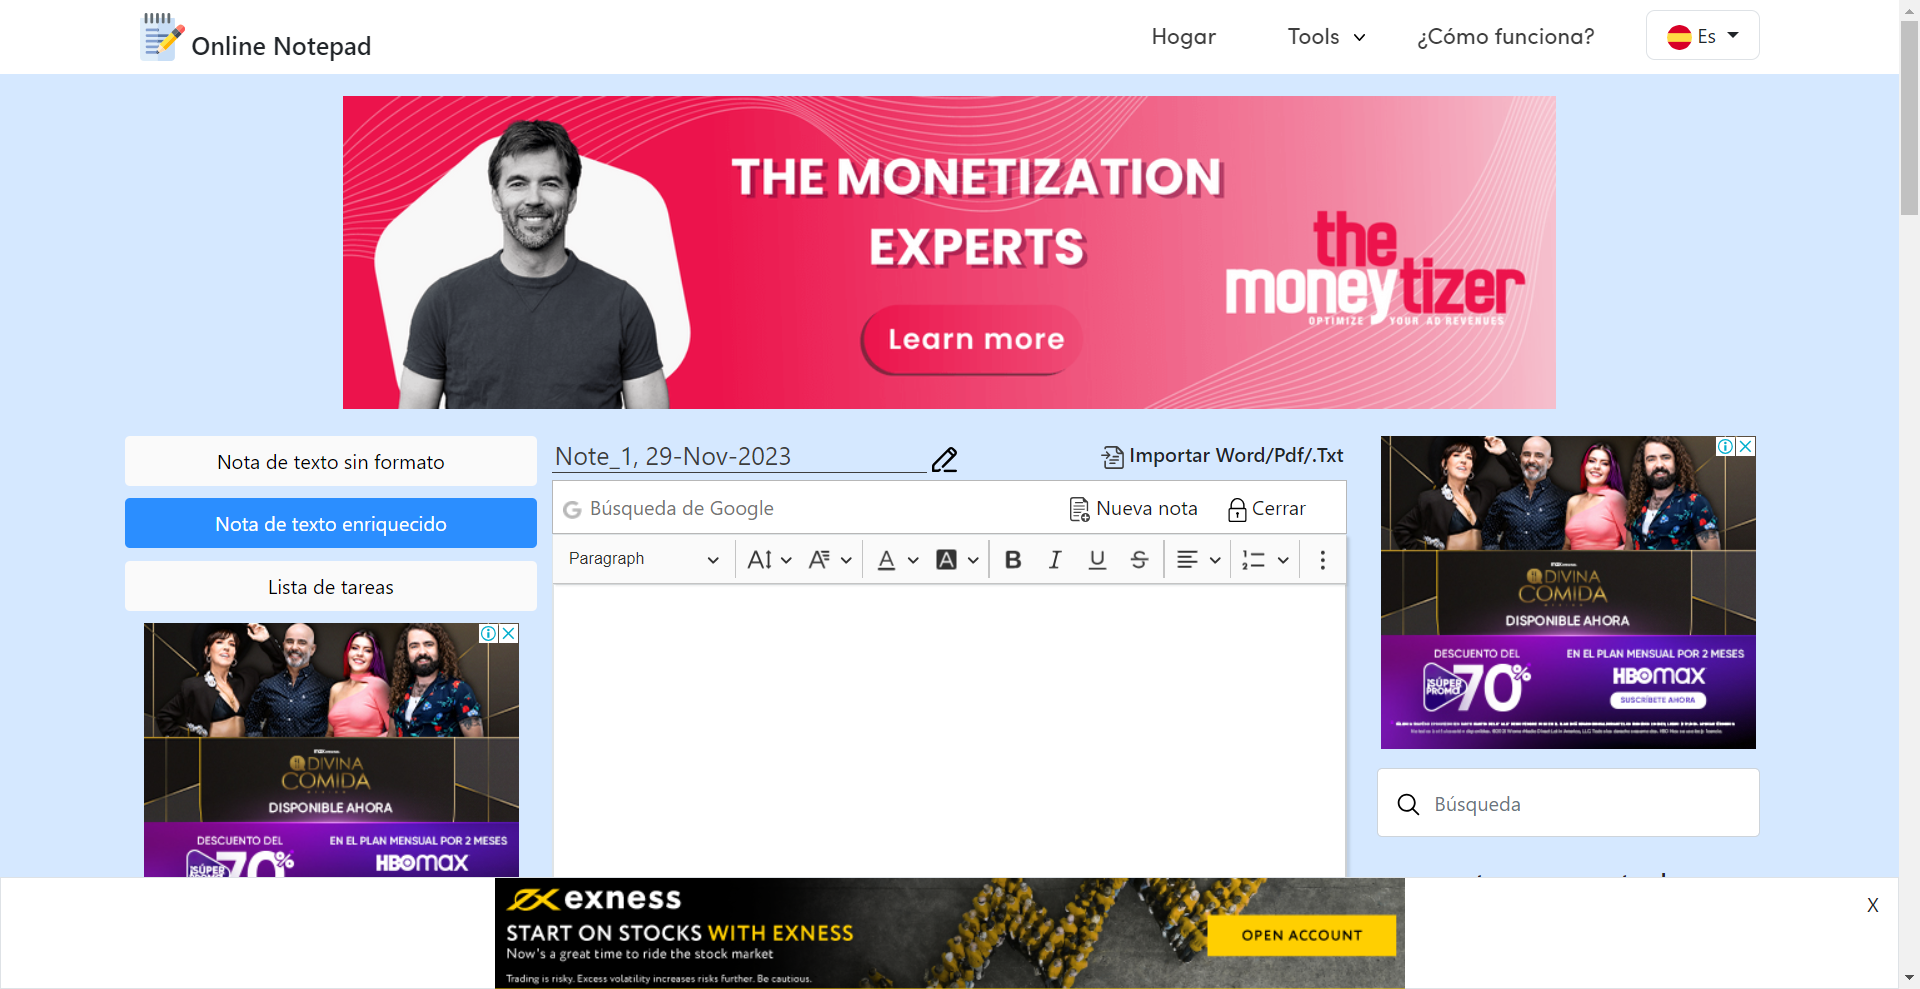 Online Notepad
Hogar
Tools
¿Cómo funciona?
Es
THE MONETIZATION
EXPERTS
Learn more
the
moneytizer
OPTIMIZE YOUR AD REVENUES
Nota de texto sin formato
Nota de texto enriquecido
Lista de tareas
Note_1, 29-Nov-2023
Importar Word/Pdf/.Txt
Búsqueda de Google
Nueva nota
Cerrar
Paragraph
DIVINA
COMIDA
DISPONIBLE AHORA
DESCUENTO DEL
¡SÚPER
70%
EN EL PLAN MENSUAL POR 2 MESES
HBOMAX
DIVINA
COMIDA
DISPONIBLE AHORA
DESCUENTO DEL
¡SÚPER
PROMO!
70%
EN EL PLAN MENSUAL POR 2 MESES
HBOMAX
SUSCRÍBETE AHORA
Búsqueda
exness
START ON STOCKS WITH EXNESS
Now's a great time to ride the stock market
Trading is risky. Excess volatility increases risks further. Be cautious.
OPEN ACCOUNT
X